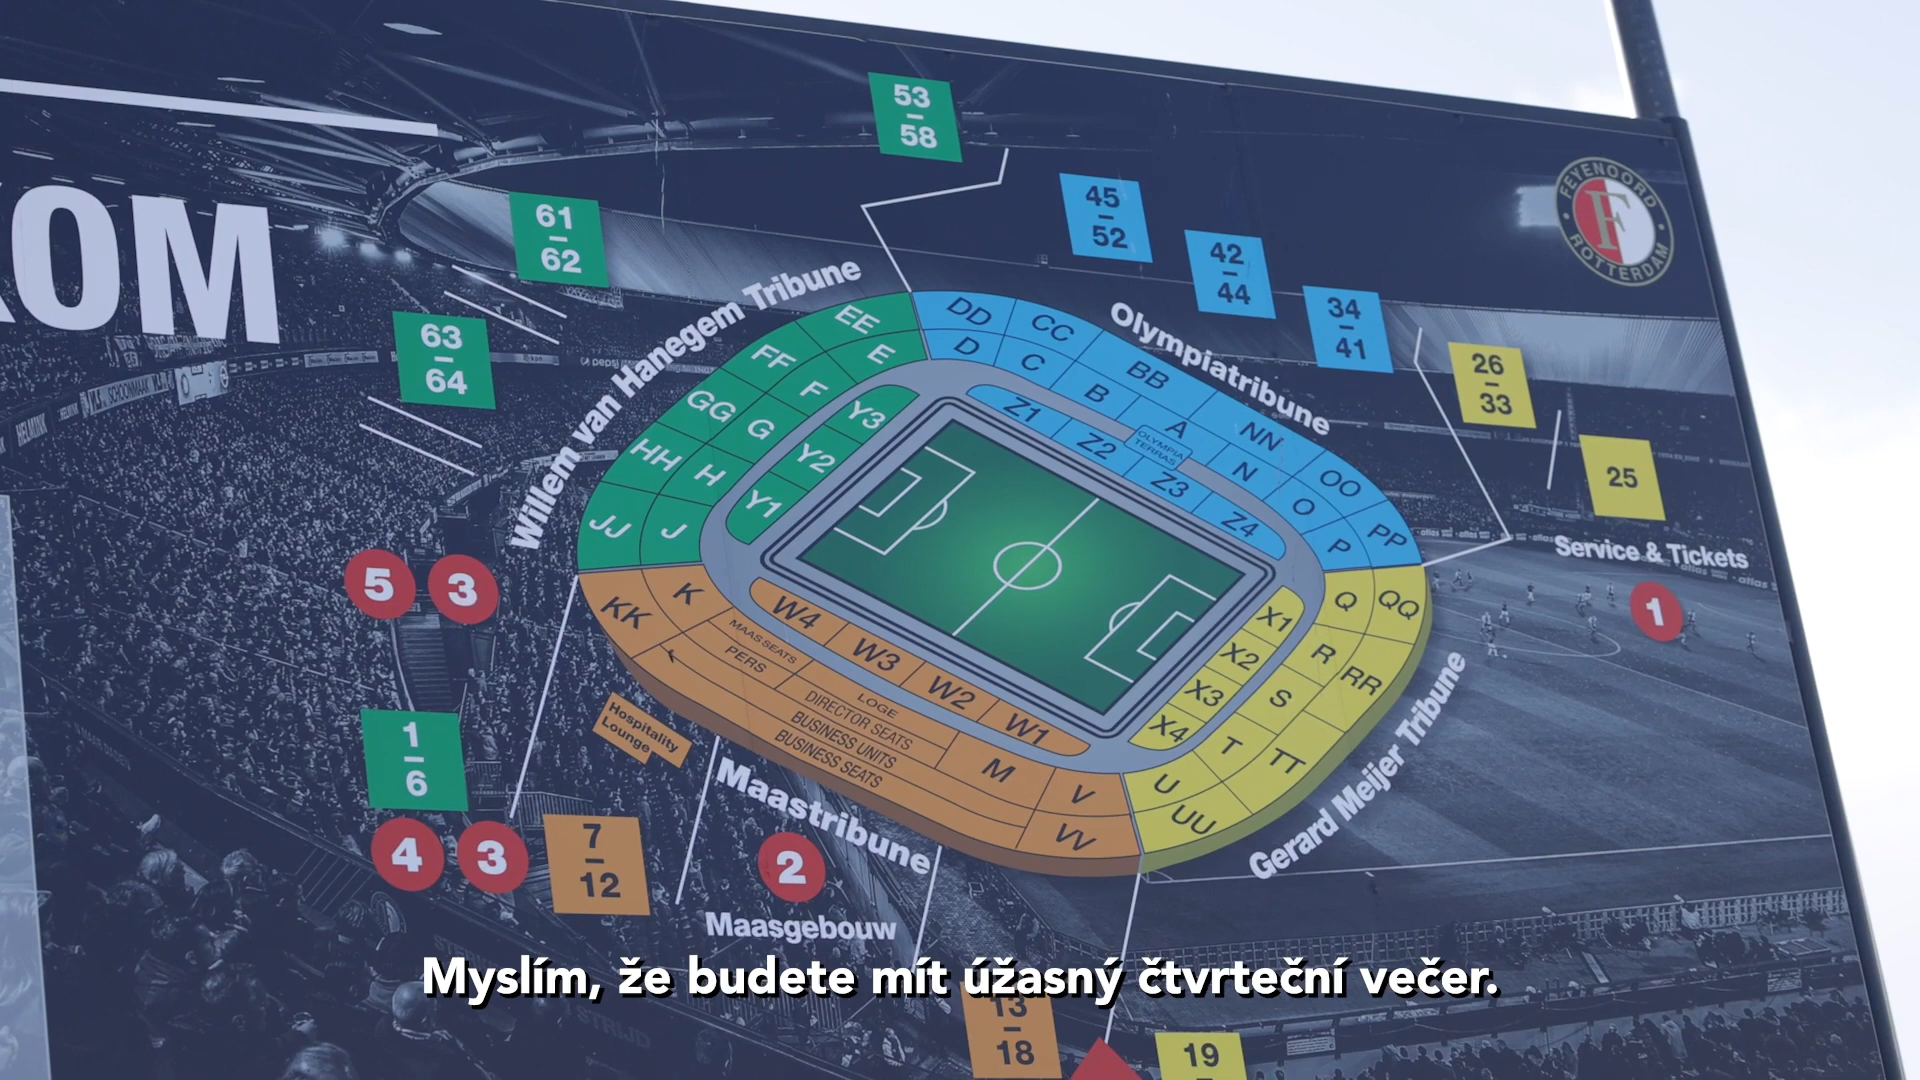 KOM
53
–
58
61
–
62
63
–
64
45
–
52
42
–
44
34
–
41
26
–
33
25
FEYENOORD
F
ROTTERDAM
Willem van Hanegem Tribune
Olympiatribune
Service & Tickets
1
Gerard Meijer Tribune
EE
E
FF
F
GG
G
HH
H
JJ
J
Y3
Y2
Y1
DD
D
CC
C
BB
B
A
NN
N
OO
O
PP
P
Z1
Z2
Z3
Z4
OLYMPIA
TERRAS
QQ
Q
RR
R
S
TT
T
UU
U
X1
X2
X3
X4
KK
K
W4
W3
W2
W1
MAAS SEATS
PERS
LOGE
DIRECTOR SEATS
BUSINESS UNITS
BUSINESS SEATS
M
V
VV
Hospitality
Lounge
5
3
1
–
6
4
3
7
–
12
Maastribune
2
Maasgebouw
13
–
18
19
Myslím, že budete mít úžasný čtvrteční večer.